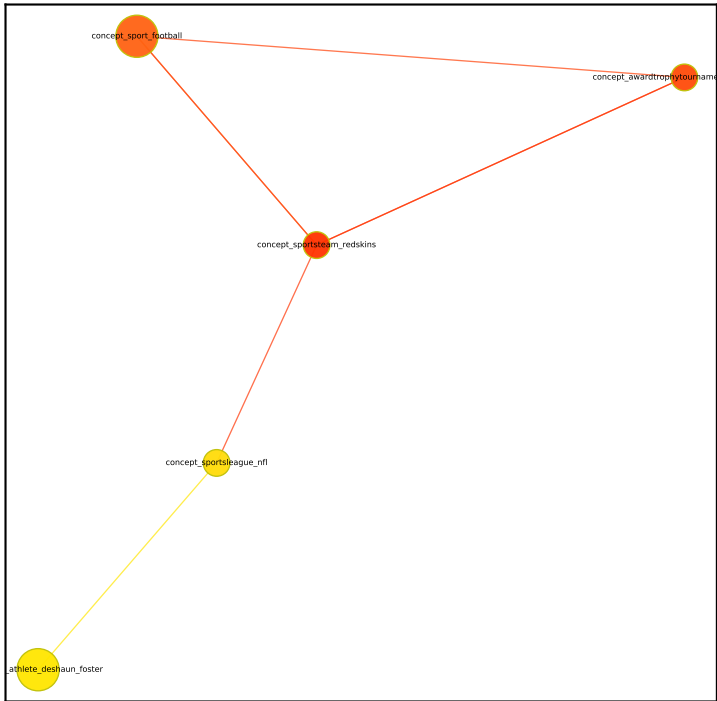 concept_sport_football
concept_awardtrophytourname
concept_sportsteam_redskins
concept_sportsleague_nfl
_athlete_deshaun_foster